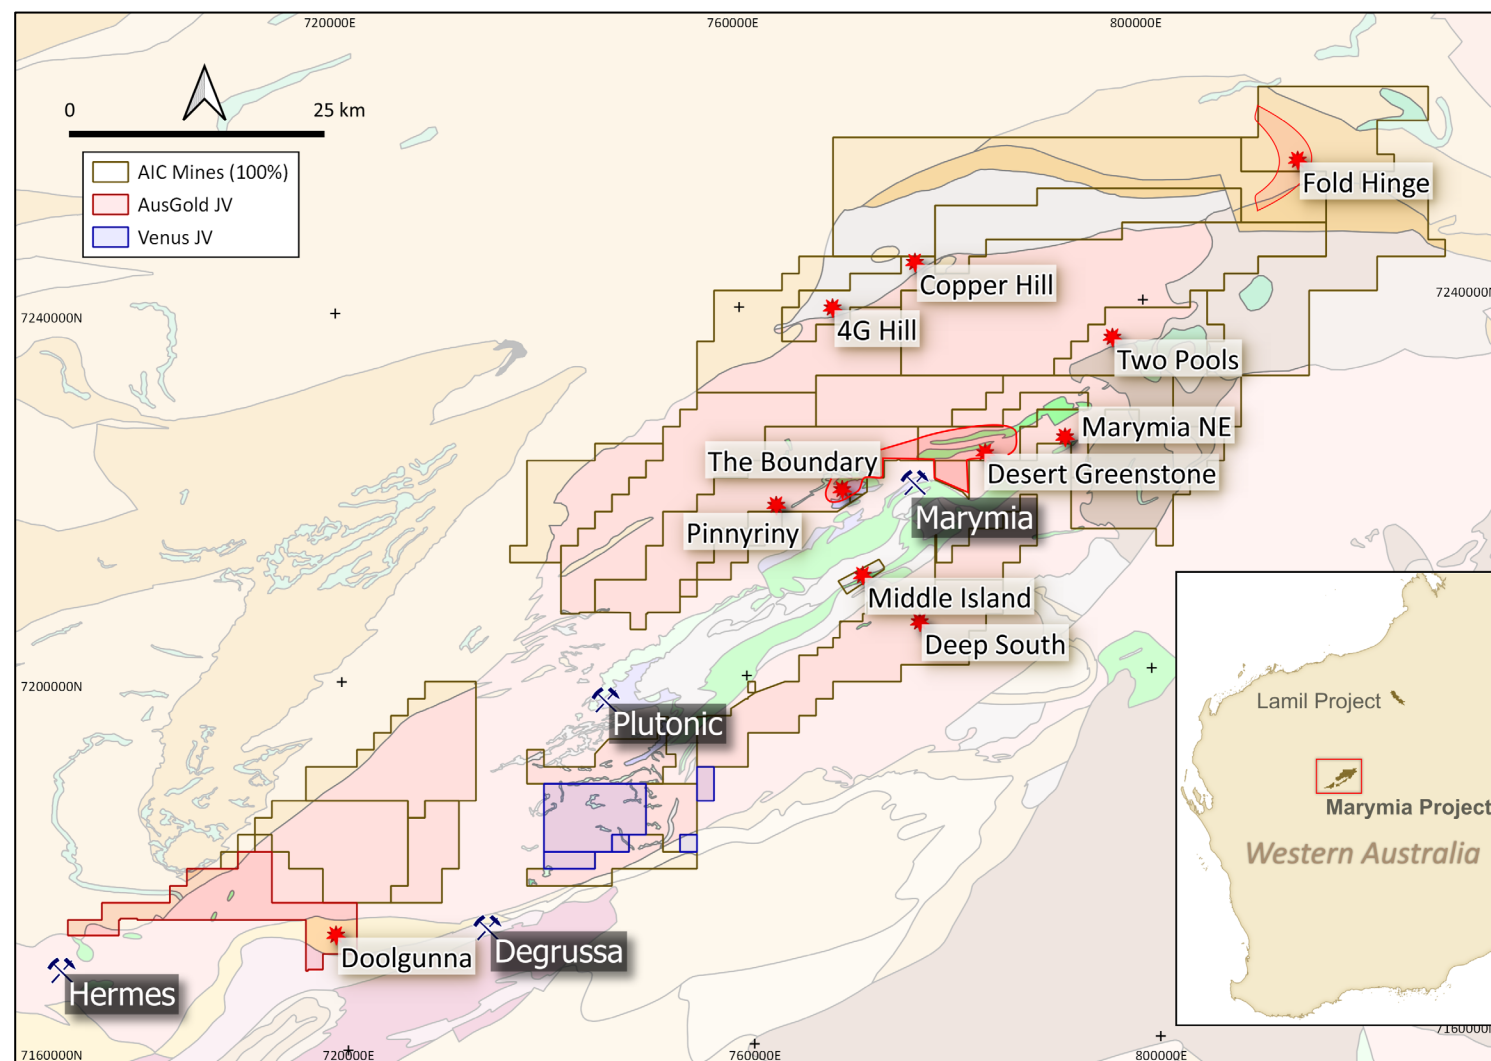 720000E
760000E
800000E
0
25 km
AIC Mines (100%)
AusGold JV
Venus JV
Fold Hinge
Copper Hill
7240000N
7240000N
4G Hill
Two Pools
Marymia NE
The Boundary
Desert Greenstone
Marymia
Pinnyriny
Middle Island
Deep South
7200000N
Plutonic
Lamil Project
Marymia Project
Western Australia
Degrussa
Doolgunna
Hermes
7160000N
720000E
760000E
800000E
7160000N